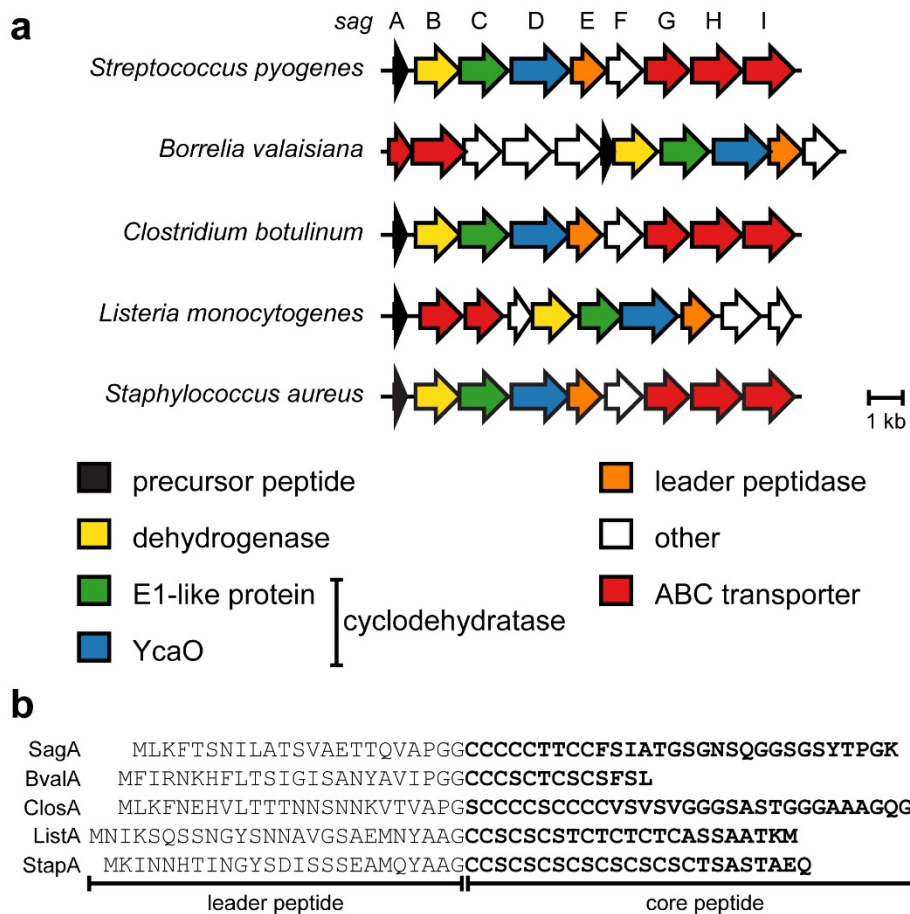 a
sag A B C D E F G H I
Streptococcus pyogenes
Borrelia valaisiana
Clostridium botulinum
Listeria monocytogenes
Staphylococcus aureus
1 kb
precursor peptide
leader peptidase
dehydrogenase
other
E1-like protein
ABC transporter
cyclodehydratase
YcaO
b
SagA MLKFTSNILATSVAETTQVAPGGCCCCCTTCCFSIATGSGNSQGGSGSYTPGK
BvalA MFIRNKHFLTSIGISANYAVIPGGCCCSCTCSCSFSL
ClosA MLKFNEHVLTTTNNSNNKVTVAPGSCCCCCSCCCCVSVSVGGGSASTGGGAAAGQG
ListA MNIKSQSSNGYSNNAVGSAEMNYAAGCCSCSCSTCTCTCTCASSAATKM
StapA MKINNHTINGYSDISSSEAMQYAAGCCSCSCSCSCSCSCSCTSASTAEQ
leader peptide core peptide